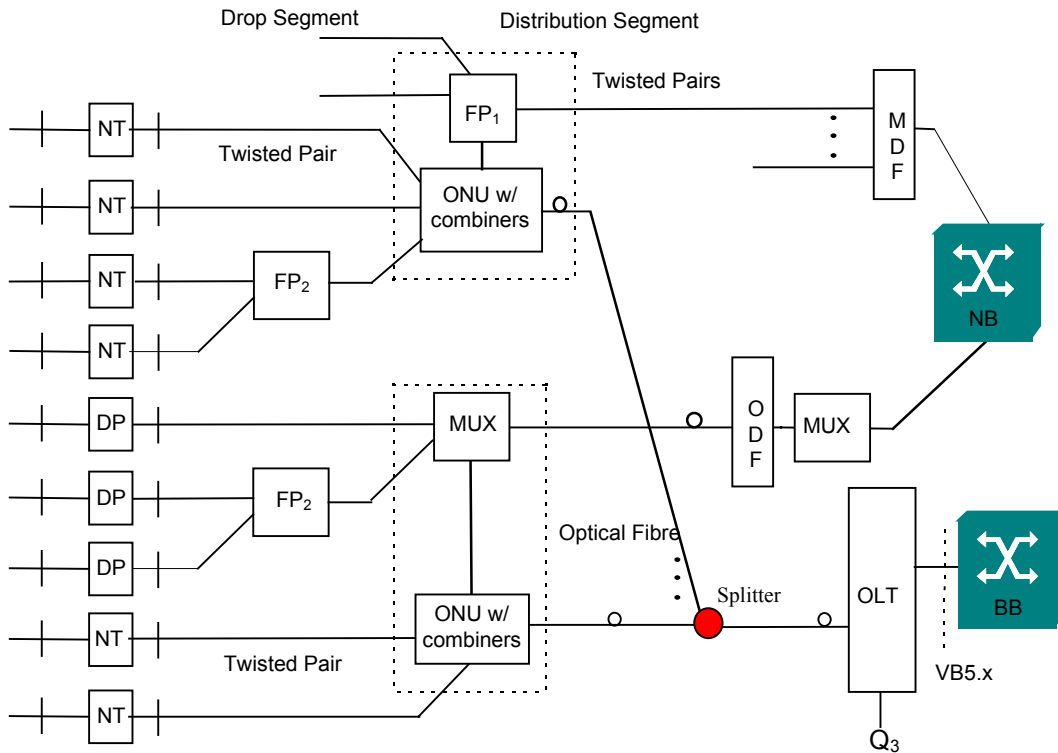 Drop Segment
Distribution Segment
Twisted Pairs
FP1
M
D
F
NT
Twisted Pair
NT
ONU w/
combiners
NT
FP2
NB
NT
DP
MUX
O
D
F
MUX
DP
FP2
Optical Fibre
DP
Splitter
OLT
BB
ONU w/
combiners
NT
Twisted Pair
VB5.x
NT
Q3